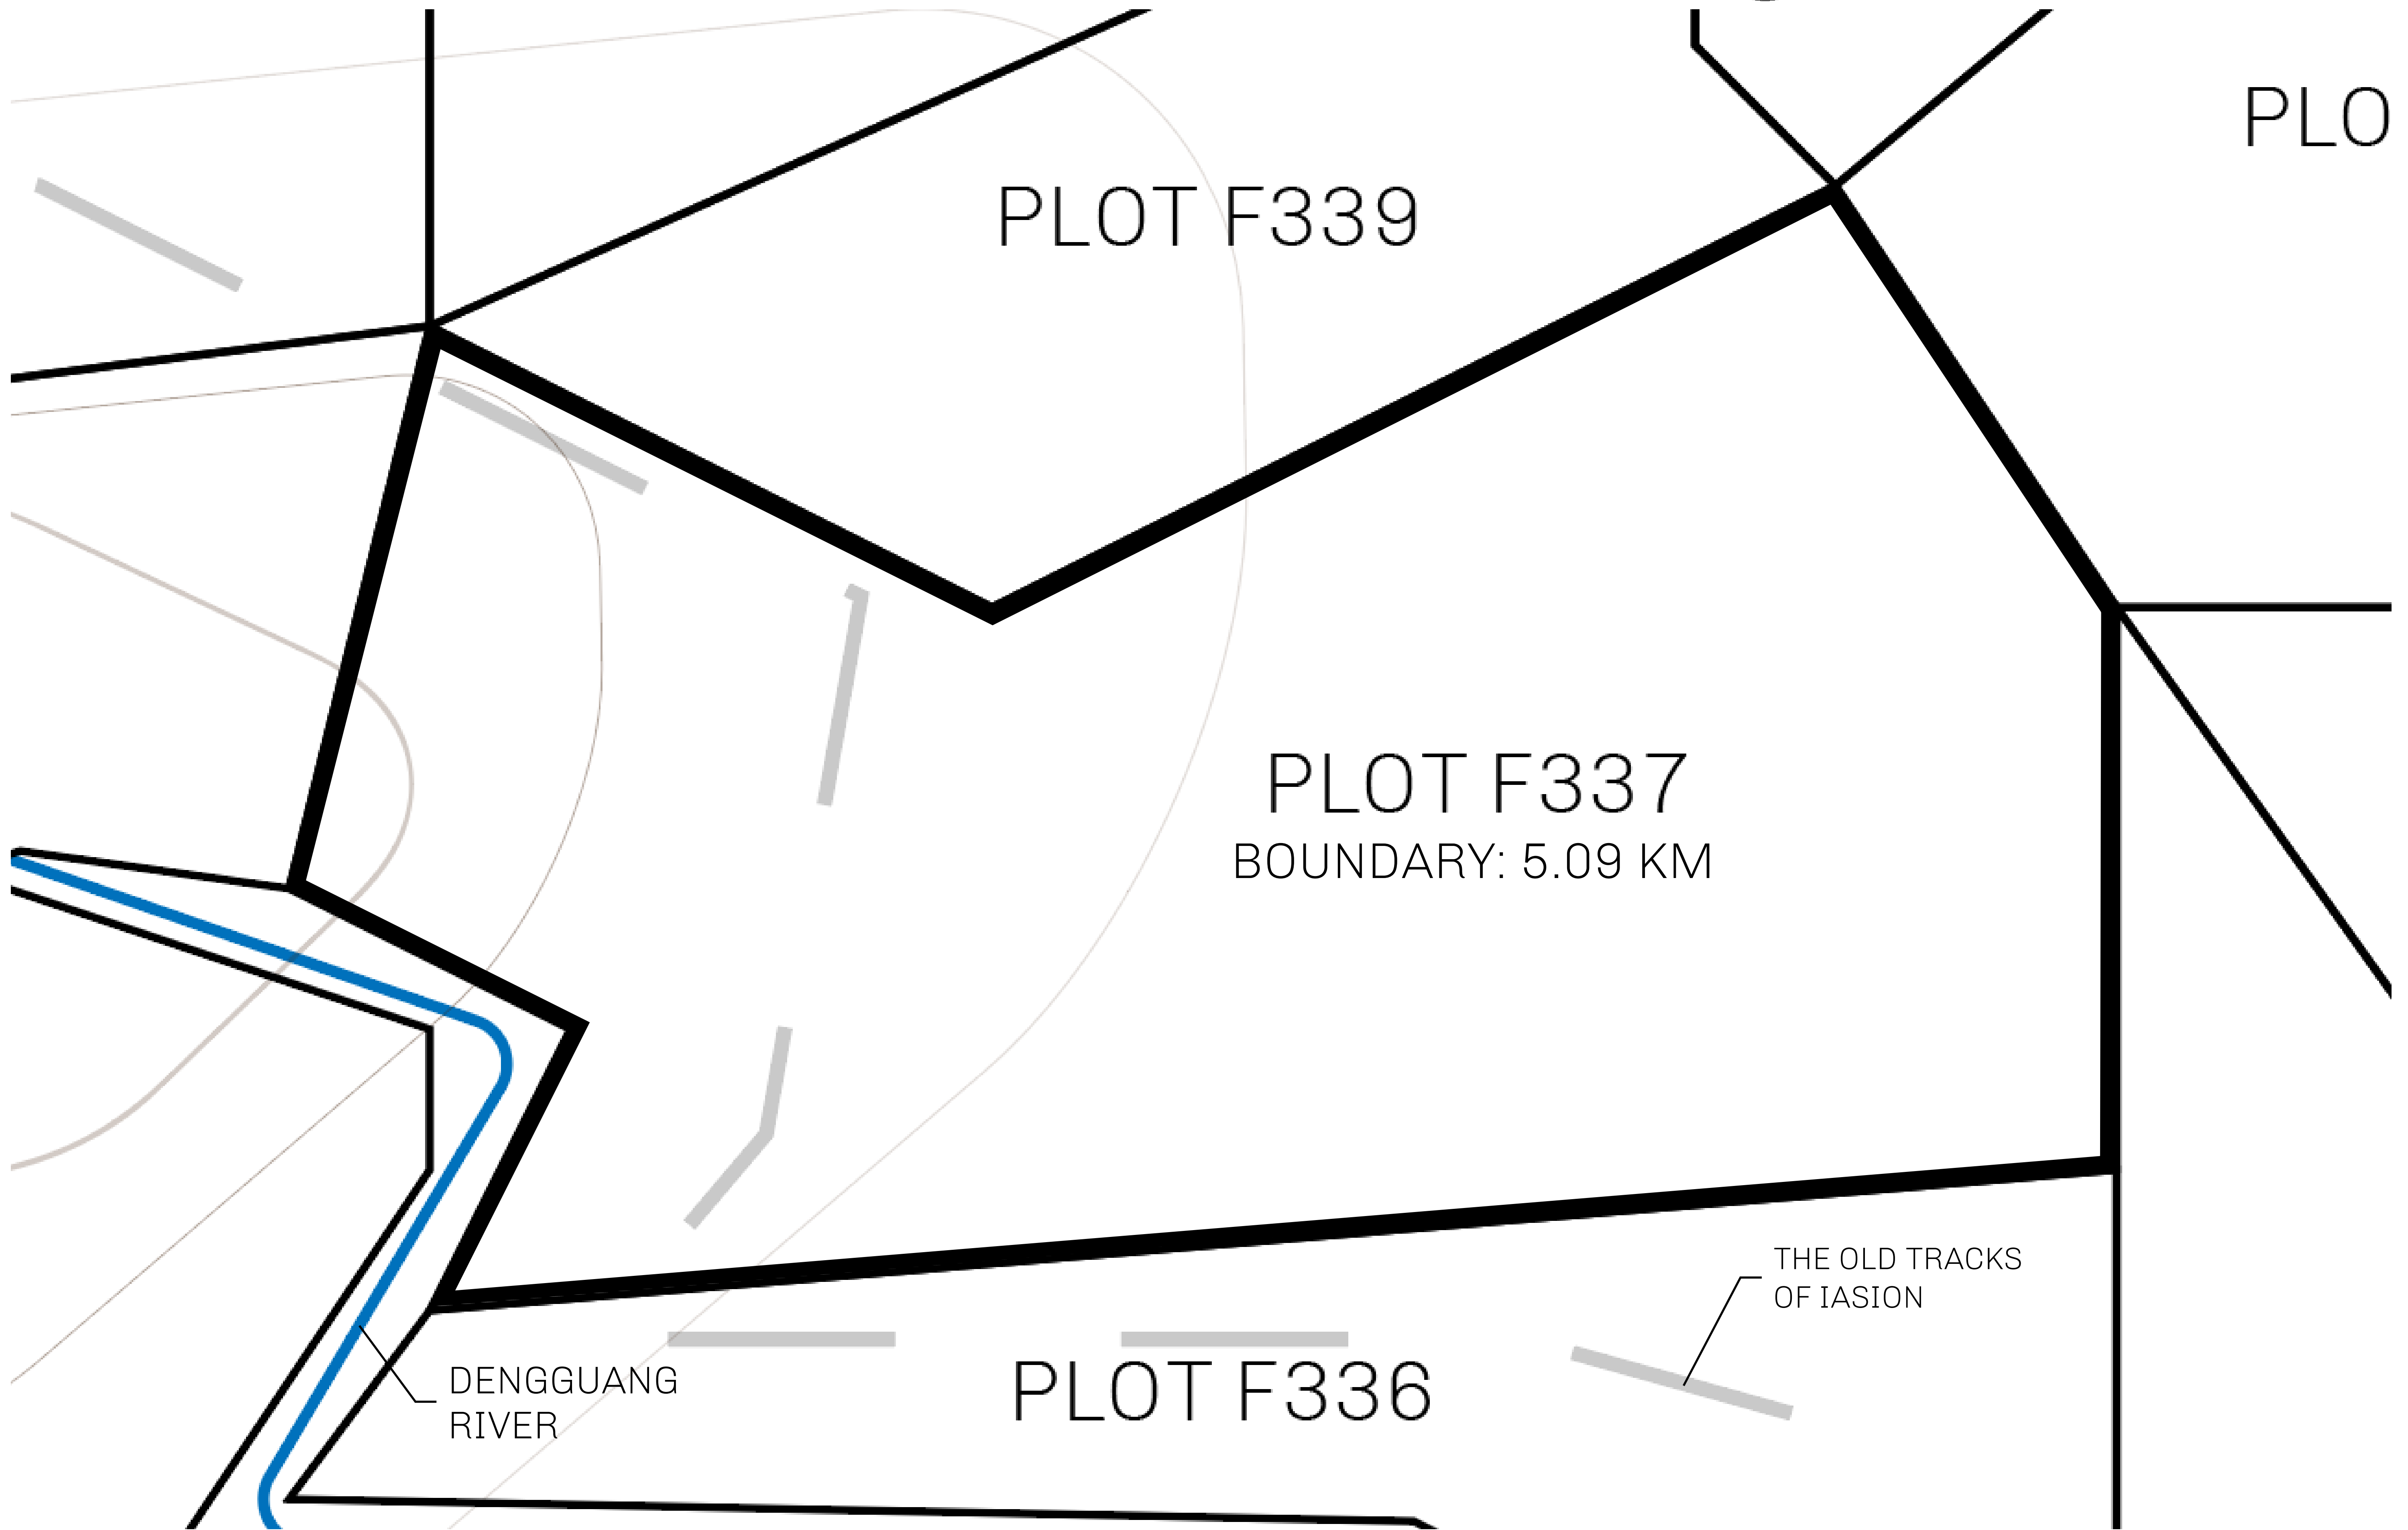 PLO
PLOT F339
PLOT F337
BOUNDARY: 5.09 KM
THE OLD TRACKS
OF IASION
PLOT F336
DENGGUANG
RIVER